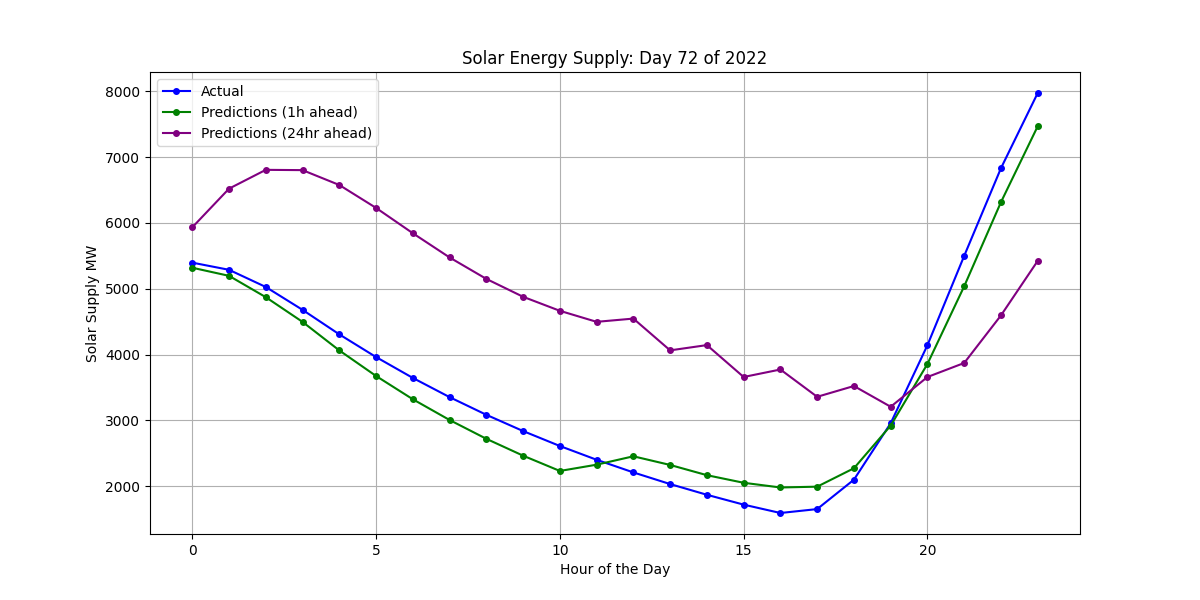 Solar Energy Supply: Day 72 of 2022
Actual
Predictions (1h ahead)
Predictions (24hr ahead)
8000
7000
6000
5000
4000
3000
2000
Solar Supply MW
0 5 10 15 20
Hour of the Day